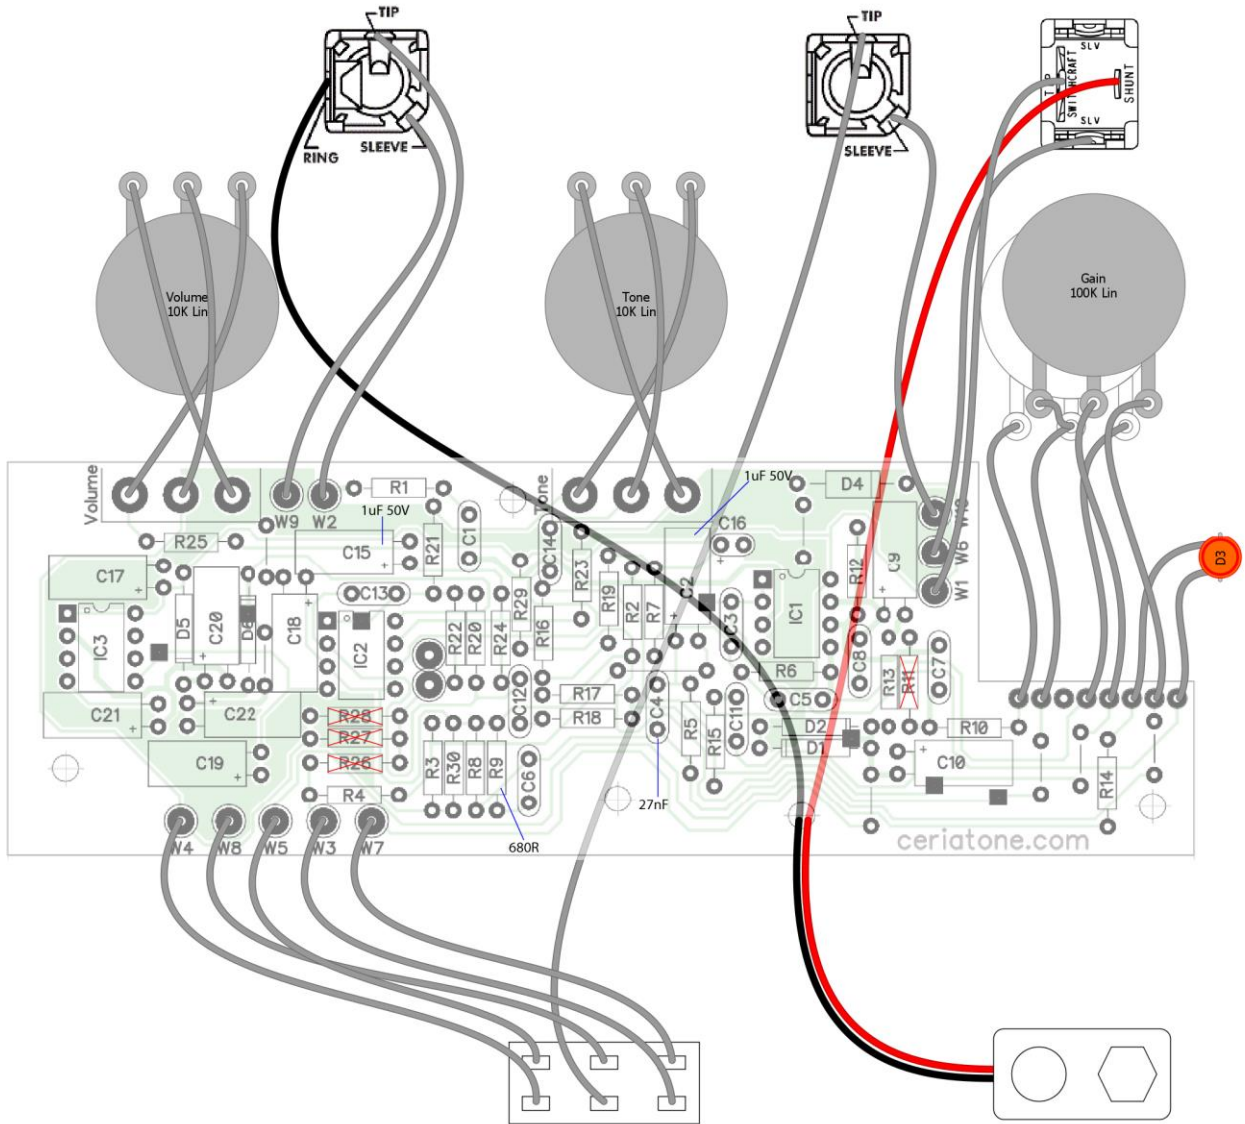 TIP
RING
SLEEVE
TIP
SLEEVE
SLV
TIP
SWITCHCRAFT
SHUNT
SLV
Volume
10K Lin
Tone
10K Lin
Gain
100K Lin
Volume
W9
W2
R1
1uF 50V
Tone
1uF 50V
D4
W10
W6
W1
R25
C15
R21
C1
C14
R23
C16
R12
C9
C17
C13
R29
R19
R2
R7
C2
C3
IC1
D3
IC3
D5
C20
C18
IC2
R22
R20
R24
R16
R6
C8
R13
R11
C7
C21
C22
R28
R27
R26
C12
R17
R18
C4
R5
R15
C11
C5
D2
D1
R10
C19
R3
R30
R8
R9
C6
C10
R14
R4
27nF
680R
W4
W8
W5
W3
W7
ceriatone.com